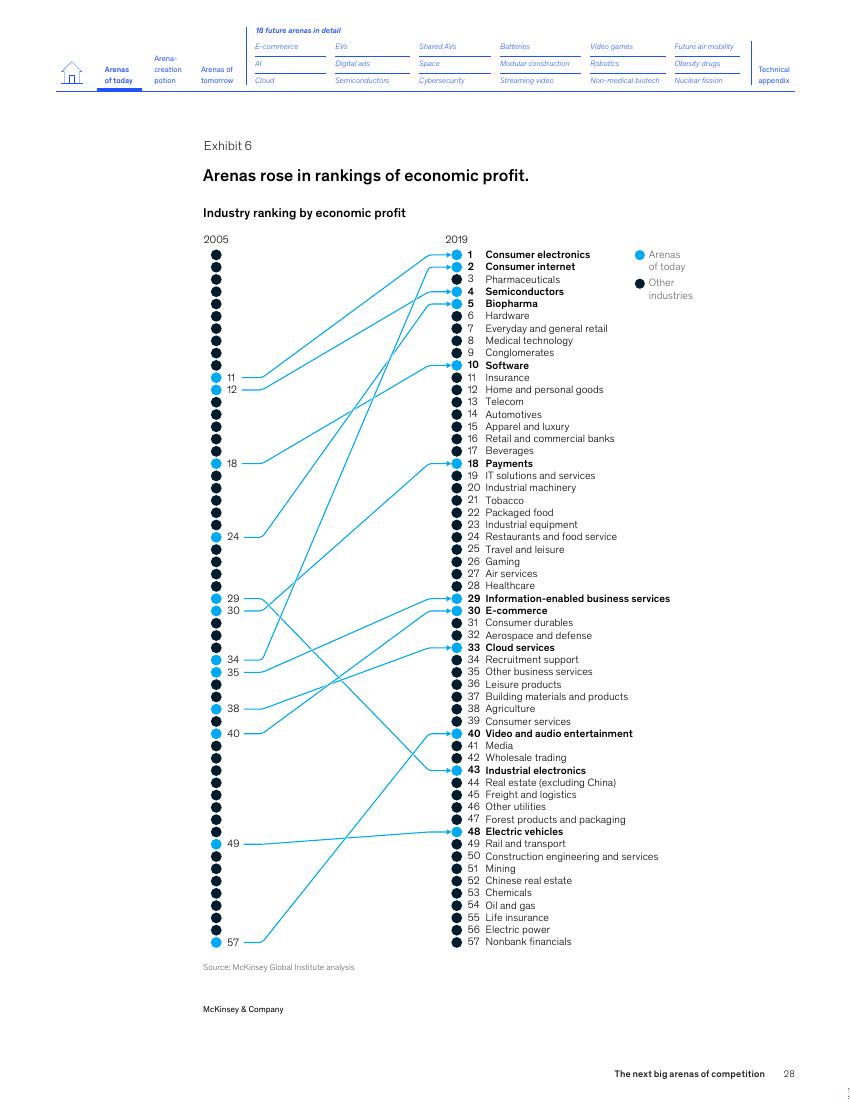 18 future arenas in detail
E-commerce EVs Shared AVs Batteries Video games Future air mobility
AI Digital ads Space Modular construction Robotics Obesity drugs
Cloud Semiconductors Cybersecurity Streaming video Non-medical biotech Nuclear fission
Arenas
of today
Arena-
creation
potion
Arenas of
tomorrow
Technical
appendix
Exhibit 6
Arenas rose in rankings of economic profit.
Industry ranking by economic profit
2005 2019
1 Consumer electronics
2 Consumer internet
3 Pharmaceuticals
4 Semiconductors
5 Biopharma
6 Hardware
7 Everyday and general retail
8 Medical technology
9 Conglomerates
10 Software
11 11 Insurance
12 12 Home and personal goods
13 Telecom
14 Automotives
15 Apparel and luxury
16 Retail and commercial banks
17 Beverages
18 18 Payments
19 IT solutions and services
20 Industrial machinery
21 Tobacco
22 Packaged food
23 Industrial equipment
24 24 Restaurants and food service
25 Travel and leisure
26 Gaming
27 Air services
28 Healthcare
29 29 Information-enabled business services
30 30 E-commerce
31 Consumer durables
32 Aerospace and defense
33 Cloud services
34 34 Recruitment support
35 35 Other business services
36 Leisure products
37 Building materials and products
38 38 Agriculture
39 Consumer services
40 40 Video and audio entertainment
41 Media
42 Wholesale trading
43 Industrial electronics
44 Real estate (excluding China)
45 Freight and logistics
46 Other utilities
47 Forest products and packaging
48 Electric vehicles
49 49 Rail and transport
50 Construction engineering and services
51 Mining
52 Chinese real estate
53 Chemicals
54 Oil and gas
55 Life insurance
56 Electric power
57 57 Nonbank financials
Arenas
of today
Other
industries
Source: McKinsey Global Institute analysis
McKinsey & Company
The next big arenas of competition 28